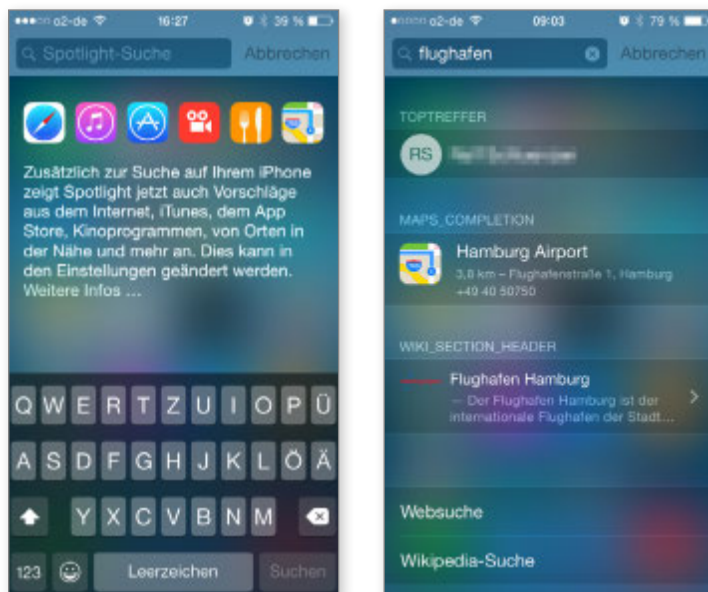 o2-de 16:27 39 %
Spotlight-Suche Abbrechen
Zusätzlich zur Suche auf Ihrem iPhone
zeigt Spotlight jetzt auch Vorschläge
aus dem Internet, iTunes, dem App
Store, Kinoprogrammen, von Orten in
der Nähe und mehr an. Dies kann in
den Einstellungen geändert werden.
Weitere Infos ...
Q W E R T Z U I O P Ü
A S D F G H J K L Ö Ä
Y X C V B N M
123 Leerzeichen Suchen
o2-de 09:03 79 %
flughafen Abbrechen
TOPTREFFER
RS
MAPS_COMPLETION
Hamburg Airport
3,8 km – Flughafenstraße 1, Hamburg
+49 40 50750
WIKI_SECTION_HEADER
Flughafen Hamburg
— Der Flughafen Hamburg ist der
internationale Flughafen der Stadt...
Websuche
Wikipedia-Suche